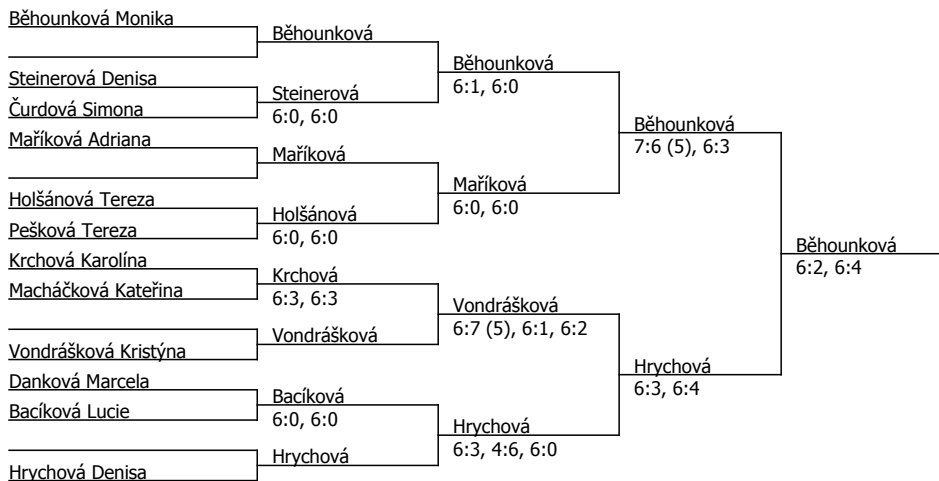 Běhounková Monika
Steinerová Denisa
Čurdová Simona
Maříková Adriana
Holšánová Tereza
Pešková Tereza
Krchová Karolína
Macháčková Kateřina
Vondrášková Kristýna
Danková Marcela
Bacíková Lucie
Hrychová Denisa
Běhounková
Steinerová
6:0, 6:0
Maříková
Holšánová
6:0, 6:0
Krchová
6:3, 6:3
Vondrášková
Bacíková
6:0, 6:0
Hrychová
Běhounková
6:1, 6:0
Maříková
6:0, 6:0
Vondrášková
6:7 (5), 6:1, 6:2
Hrychová
6:3, 4:6, 6:0
Běhounková
7:6 (5), 6:3
Hrychová
6:3, 6:4
Běhounková
6:2, 6:4